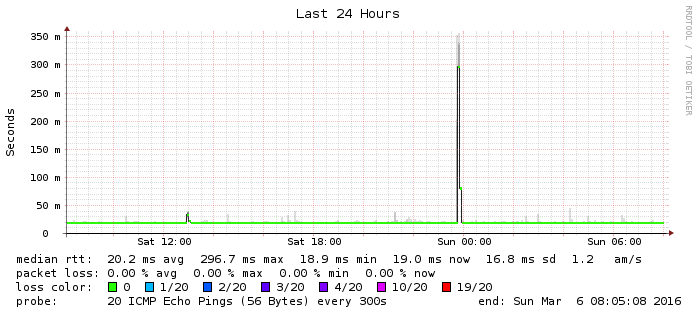 Last 24 Hours
RRDTOOL / TOBI OETIKER
Seconds
350 m
300 m
250 m
200 m
150 m
100 m
50 m
0
Sat 12:00 Sat 18:00 Sun 00:00 Sun 06:00
median rtt: 20.2 ms avg 296.7 ms max 18.9 ms min 19.0 ms now 16.8 ms sd 1.2 am/s
packet loss: 0.00 % avg 0.00 % max 0.00 % min 0.00 % now
loss color: 0 1/20 2/20 3/20 4/20 10/20 19/20
probe: 20 ICMP Echo Pings (56 Bytes) every 300s end: Sun Mar 6 08:05:08 2016